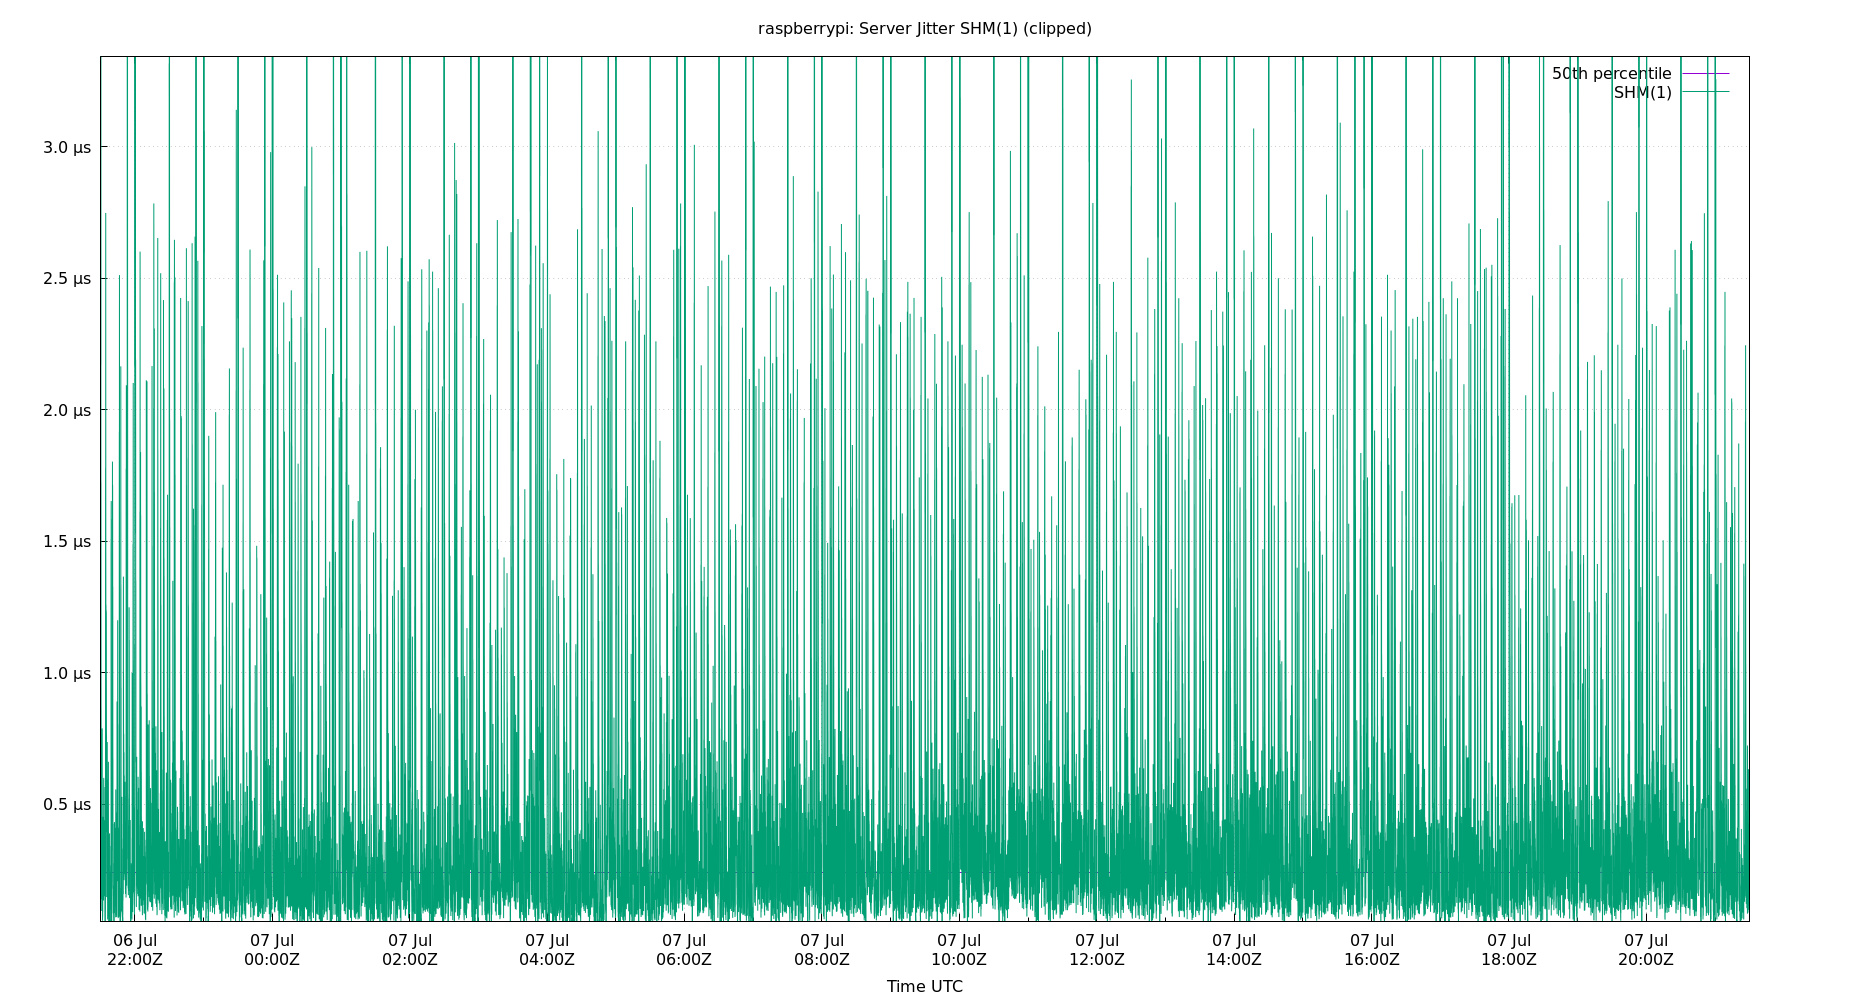 raspberrypi: Server Jitter SHM(1) (clipped)
50th percentile
SHM(1)
3.0 µs
2.5 µs
2.0 µs
1.5 µs
1.0 µs
0.5 µs
06 Jul 07 Jul 07 Jul 07 Jul 07 Jul 07 Jul 07 Jul 07 Jul 07 Jul 07 Jul 07 Jul 07 Jul
22:00Z 00:00Z 02:00Z 04:00Z 06:00Z 08:00Z 10:00Z 12:00Z 14:00Z 16:00Z 18:00Z 20:00Z
Time UTC